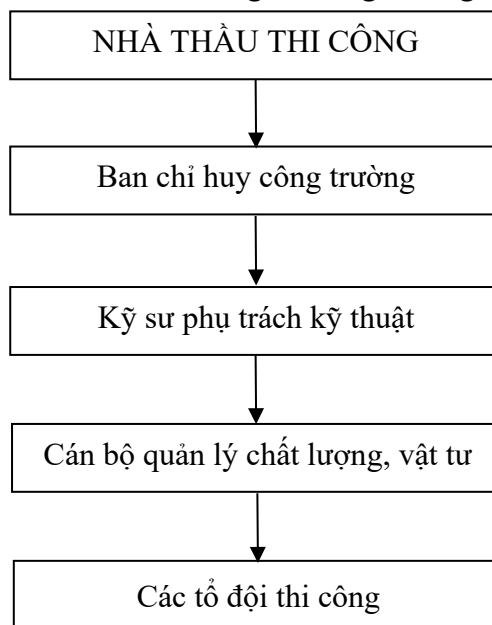 NHÀ THẦU THI CÔNG
Ban chỉ huy công trường
Kỹ sư phụ trách kỹ thuật
Cán bộ quản lý chất lượng, vật tư
Các tổ đội thi công